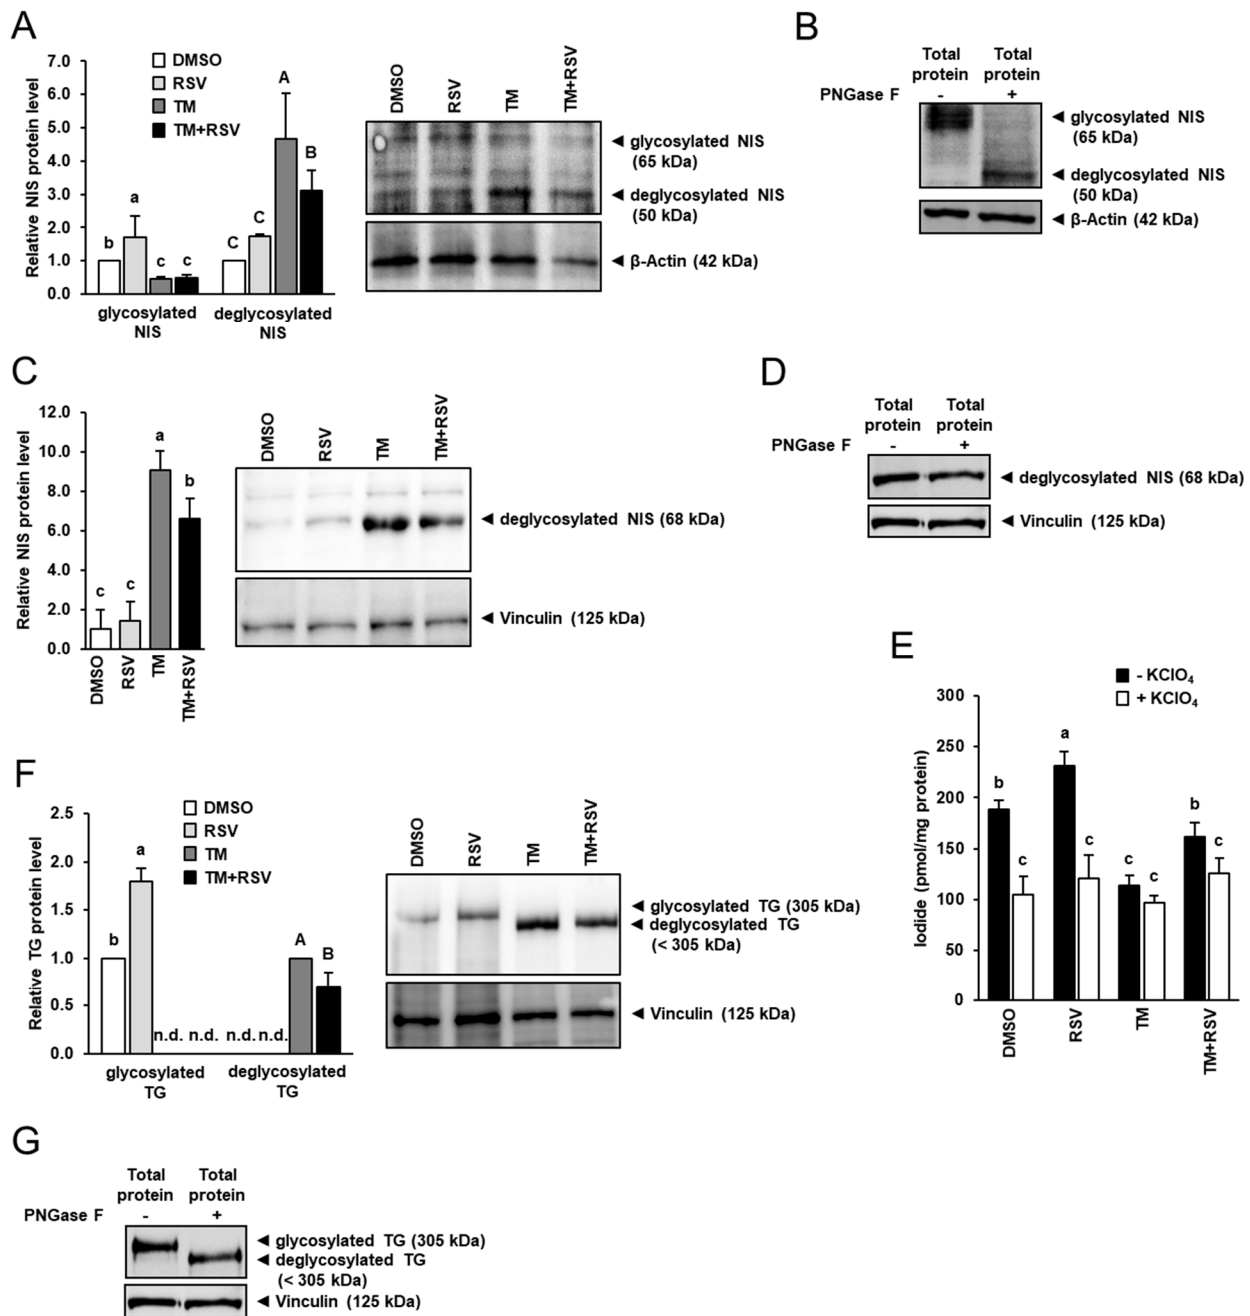 A
7.0
6.0
5.0
4.0
3.0
2.0
1.0
0.0
Relative NIS protein level
DMSO
RSV
TM
TM+RSV
b
a
c
c
C
C
A
B
glycosylated
NIS
deglycosylated
NIS
DMSO
RSV
TM
TM+RSV
glycosylated NIS
(65 kDa)
deglycosylated NIS
(50 kDa)
β-Actin (42 kDa)
B
Total
protein
Total
protein
PNGase F
-
+
glycosylated NIS
(65 kDa)
deglycosylated NIS
(50 kDa)
β-Actin (42 kDa)
C
12.0
10.0
8.0
6.0
4.0
2.0
0.0
Relative NIS protein level
c
c
a
b
DMSO
RSV
TM
TM+RSV
DMSO
RSV
TM
TM+RSV
deglycosylated NIS (68 kDa)
Vinculin (125 kDa)
D
Total
protein
Total
protein
PNGase F
-
+
deglycosylated NIS (68 kDa)
Vinculin (125 kDa)
E
- KClO₄
+ KClO₄
300
250
200
150
100
50
0
Iodide (pmol/mg protein)
b
c
a
c
c
c
b
c
DMSO
RSV
TM
TM+RSV
F
2.5
2.0
1.5
1.0
0.5
0.0
Relative TG protein level
DMSO
RSV
TM
TM+RSV
b
a
n.d.
n.d.
n.d.
n.d.
A
B
glycosylated
TG
deglycosylated
TG
DMSO
RSV
TM
TM+RSV
glycosylated TG (305 kDa)
deglycosylated TG
(< 305 kDa)
Vinculin (125 kDa)
G
Total
protein
Total
protein
PNGase F
-
+
glycosylated TG (305 kDa)
deglycosylated TG
(< 305 kDa)
Vinculin (125 kDa)